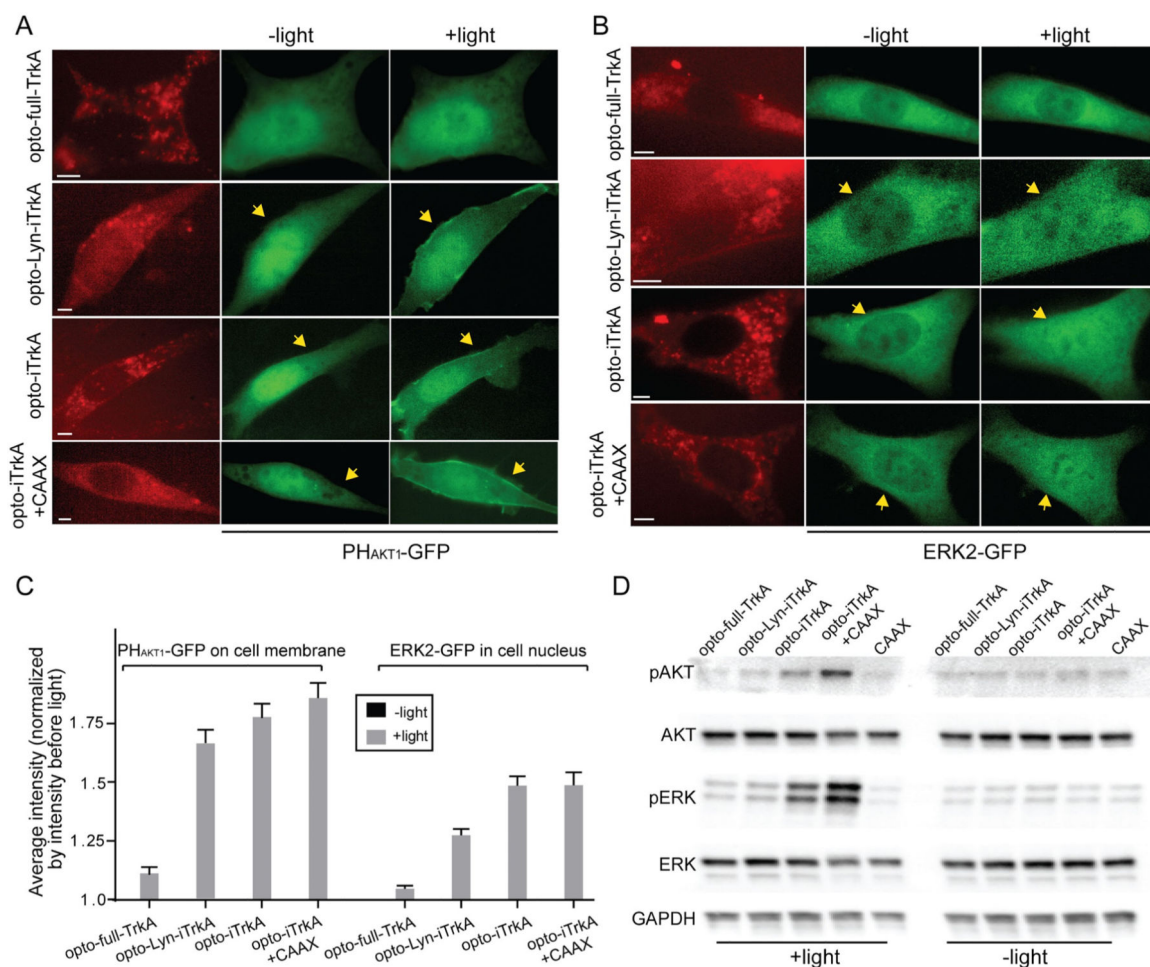 A
-light
+light
opto-full-TrkA
opto-Lyn-iTrkA
opto-iTrkA
opto-iTrkA
+CAAX
PHAKT1-GFP
B
-light
+light
opto-full-TrkA
opto-Lyn-iTrkA
opto-iTrkA
opto-iTrkA
+CAAX
ERK2-GFP
C
PHAKT1-GFP on cell membrane
ERK2-GFP in cell nucleus
-light
+light
Average intensity (normalized
by intensity before light)
1.75
1.5
1.25
1.0
opto-full-TrkA
opto-Lyn-iTrkA
opto-iTrkA
opto-iTrkA
+CAAX
opto-full-TrkA
opto-Lyn-iTrkA
opto-iTrkA
opto-iTrkA
+CAAX
D
opto-full-TrkA
opto-Lyn-iTrkA
opto-iTrkA
opto-iTrkA
+CAAX
CAAX
opto-full-TrkA
opto-Lyn-iTrkA
opto-iTrkA
opto-iTrkA
+CAAX
CAAX
pAKT
AKT
pERK
ERK
GAPDH
+light
-light